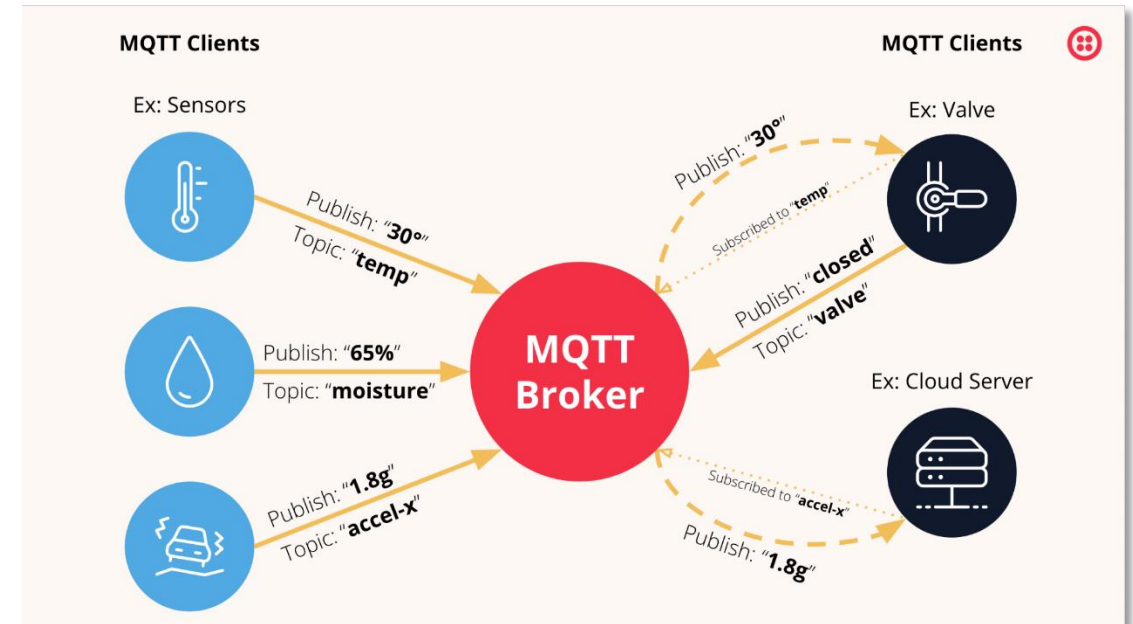 MQTT Clients
MQTT Clients
Ex: Sensors
Ex: Valve
Publish: “30°”
Topic: “temp”
Publish: “30°”
Subscribed to “temp”
Publish: “closed”
Topic: “valve”
Publish: “65%”
Topic: “moisture”
MQTT
Broker
Ex: Cloud Server
Publish: “1.8g”
Topic: “accel-x”
Subscribed to “accel-x”
Publish: “1.8g”